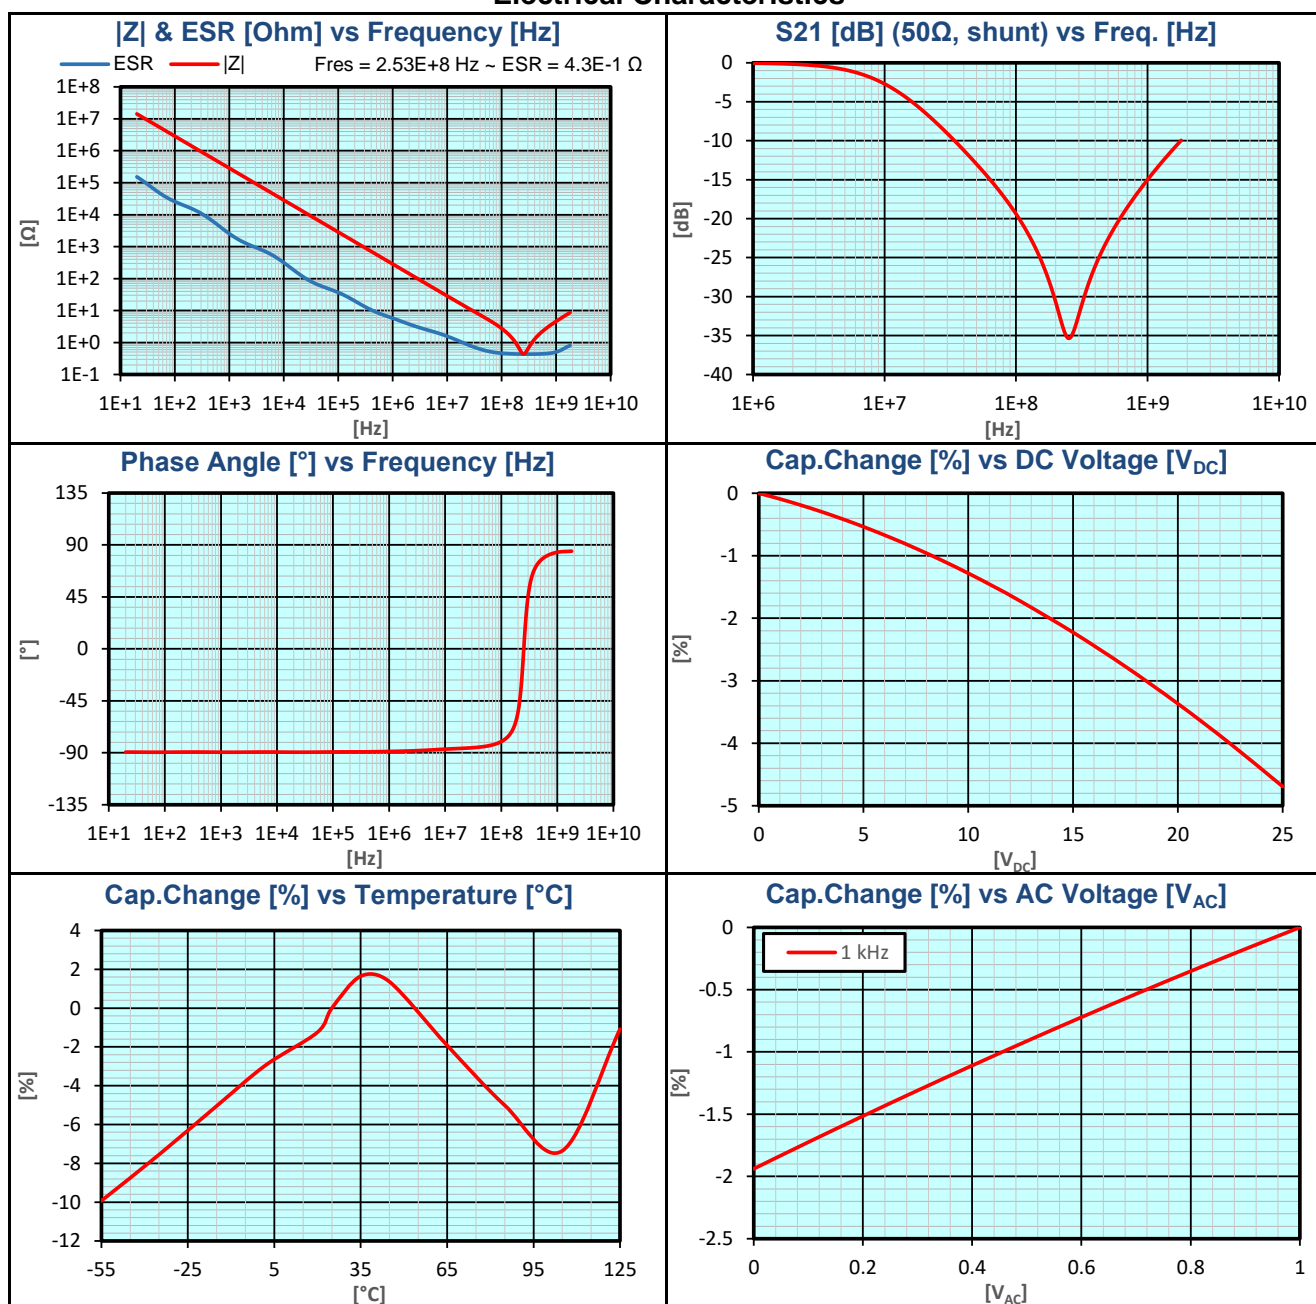 Electrical Characteristics
|Z| & ESR [Ohm] vs Frequency [Hz]
ESR |Z| Fres = 2.53E+8 Hz ~ ESR = 4.3E-1 Ω
1E+8
1E+7
1E+6
1E+5
1E+4
1E+3
1E+2
1E+1
1E+0
1E-1
[Ω]
1E+1 1E+2 1E+3 1E+4 1E+5 1E+6 1E+7 1E+8 1E+9 1E+10
[Hz]
S21 [dB] (50Ω, shunt) vs Freq. [Hz]
0
-5
-10
-15
-20
-25
-30
-35
-40
[dB]
1E+6 1E+7 1E+8 1E+9 1E+10
[Hz]
Phase Angle [°] vs Frequency [Hz]
135
90
45
0
-45
-90
-135
[°]
1E+1 1E+2 1E+3 1E+4 1E+5 1E+6 1E+7 1E+8 1E+9 1E+10
[Hz]
Cap.Change [%] vs DC Voltage [VDC]
0
-1
-2
-3
-4
-5
[%]
0 5 10 15 20 25
[VDC]
Cap.Change [%] vs Temperature [°C]
4
2
0
-2
-4
-6
-8
-10
-12
[%]
-55 -25 5 35 65 95 125
[°C]
Cap.Change [%] vs AC Voltage [VAC]
1 kHz
0
-0.5
-1
-1.5
-2
-2.5
[%]
0 0.2 0.4 0.6 0.8 1
[VAC]